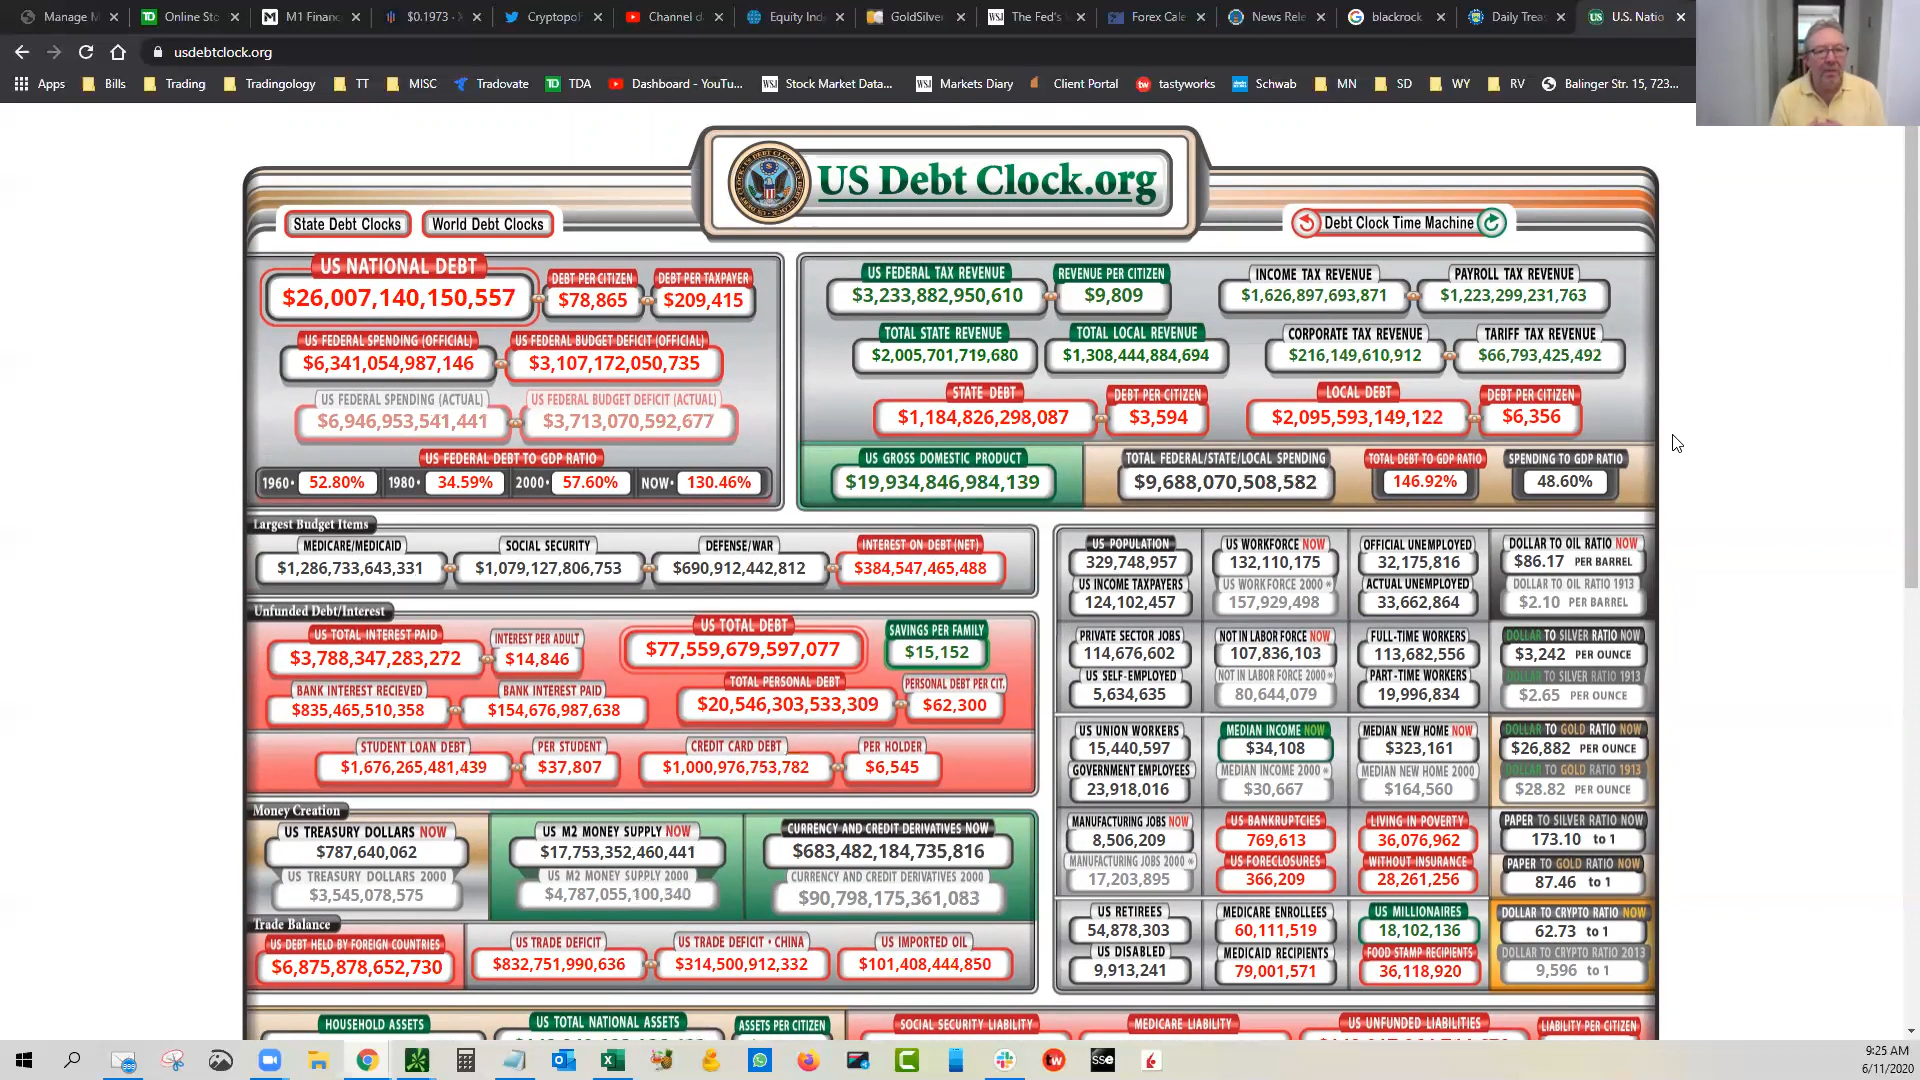 Manage M
Online Sto
M1 Financ
$0.1973 ·
Cryptopol
Channel d
Equity Ind
GoldSilver
The Fed's
Forex Cale
News Rele
blackrock
Daily Treas
U.S. Natio
usdebtclock.org
Apps
Bills
Trading
Tradingology
TT
MISC
Tradovate
TDA
Dashboard - YouTu...
Stock Market Data...
Markets Diary
Client Portal
tastyworks
Schwab
MN
SD
WY
RV
Balinger Str. 15, 723...
US Debt Clock.org
State Debt Clocks
World Debt Clocks
Debt Clock Time Machine
US NATIONAL DEBT
$26,007,140,150,557
DEBT PER CITIZEN
$78,865
DEBT PER TAXPAYER
$209,415
US FEDERAL SPENDING (OFFICIAL)
$6,341,054,987,146
US FEDERAL BUDGET DEFICIT (OFFICIAL)
$3,107,172,050,735
US FEDERAL SPENDING (ACTUAL)
$6,946,953,541,441
US FEDERAL BUDGET DEFICIT (ACTUAL)
$3,713,070,592,677
US FEDERAL DEBT TO GDP RATIO
1960 • 52.80% 1980 • 34.59% 2000 • 57.60% NOW • 130.46%
US FEDERAL TAX REVENUE
$3,233,882,950,610
REVENUE PER CITIZEN
$9,809
INCOME TAX REVENUE
$1,626,897,693,871
PAYROLL TAX REVENUE
$1,223,299,231,763
TOTAL STATE REVENUE
$2,005,701,719,680
TOTAL LOCAL REVENUE
$1,308,444,884,694
CORPORATE TAX REVENUE
$216,149,610,912
TARIFF TAX REVENUE
$66,793,425,492
STATE DEBT
$1,184,826,298,087
DEBT PER CITIZEN
$3,594
LOCAL DEBT
$2,095,593,149,122
DEBT PER CITIZEN
$6,356
US GROSS DOMESTIC PRODUCT
$19,934,846,984,139
TOTAL FEDERAL/STATE/LOCAL SPENDING
$9,688,070,508,582
TOTAL DEBT TO GDP RATIO
146.92%
SPENDING TO GDP RATIO
48.60%
Largest Budget Items
MEDICARE/MEDICAID
$1,286,733,643,331
SOCIAL SECURITY
$1,079,127,806,753
DEFENSE/WAR
$690,912,442,812
INTEREST ON DEBT (NET)
$384,547,465,488
Unfunded Debt/Interest
US TOTAL INTEREST PAID
$3,788,347,283,272
INTEREST PER ADULT
$14,846
US TOTAL DEBT
$77,559,679,597,077
SAVINGS PER FAMILY
$15,152
BANK INTEREST RECIEVED
$835,465,510,358
BANK INTEREST PAID
$154,676,987,638
TOTAL PERSONAL DEBT
$20,546,303,533,309
PERSONAL DEBT PER CIT.
$62,300
STUDENT LOAN DEBT
$1,676,265,481,439
PER STUDENT
$37,807
CREDIT CARD DEBT
$1,000,976,753,782
PER HOLDER
$6,545
Money Creation
US TREASURY DOLLARS NOW
$787,640,062
US TREASURY DOLLARS 2000
$3,545,078,575
US M2 MONEY SUPPLY NOW
$17,753,352,460,441
US M2 MONEY SUPPLY 2000
$4,787,055,100,340
CURRENCY AND CREDIT DERIVATIVES NOW
$683,482,184,735,816
CURRENCY AND CREDIT DERIVATIVES 2000
$90,798,175,361,083
Trade Balance
US DEBT HELD BY FOREIGN COUNTRIES
$6,875,878,652,730
US TRADE DEFICIT
$832,751,990,636
US TRADE DEFICIT • CHINA
$314,500,912,332
US IMPORTED OIL
$101,408,444,850
US POPULATION
329,748,957
US INCOME TAXPAYERS
124,102,457
US WORKFORCE NOW
132,110,175
US WORKFORCE 2000
157,929,498
OFFICIAL UNEMPLOYED
32,175,816
ACTUAL UNEMPLOYED
33,662,864
DOLLAR TO OIL RATIO NOW
$86.17 PER BARREL
DOLLAR TO OIL RATIO 1913
$2.10 PER BARREL
PRIVATE SECTOR JOBS
114,676,602
US SELF-EMPLOYED
5,634,635
NOT IN LABOR FORCE NOW
107,836,103
NOT IN LABOR FORCE 2000
80,644,079
FULL-TIME WORKERS
113,682,556
PART-TIME WORKERS
19,996,834
DOLLAR TO SILVER RATIO NOW
$3,242 PER OUNCE
DOLLAR TO SILVER RATIO 1913
$2.65 PER OUNCE
US UNION WORKERS
15,440,597
GOVERNMENT EMPLOYEES
23,918,016
MEDIAN INCOME NOW
$34,108
MEDIAN INCOME 2000
$30,667
MEDIAN NEW HOME NOW
$323,161
MEDIAN NEW HOME 2000
$164,560
DOLLAR TO GOLD RATIO NOW
$26,882 PER OUNCE
DOLLAR TO GOLD RATIO 1913
$28.82 PER OUNCE
MANUFACTURING JOBS NOW
8,506,209
MANUFACTURING JOBS 2000
17,203,895
US BANKRUPTCIES
769,613
US FORECLOSURES
366,209
LIVING IN POVERTY
36,076,962
WITHOUT INSURANCE
28,261,256
PAPER TO SILVER RATIO NOW
173.10 to 1
PAPER TO GOLD RATIO NOW
87.46 to 1
US RETIREES
54,878,303
US DISABLED
9,913,241
MEDICARE ENROLLEES
60,111,519
MEDICAID RECIPIENTS
79,001,571
US MILLIONAIRES
18,102,136
FOOD STAMP RECIPIENTS
36,118,920
DOLLAR TO CRYPTO RATIO NOW
62.73 to 1
DOLLAR TO CRYPTO RATIO 2013
9,596 to 1
HOUSEHOLD ASSETS
US TOTAL NATIONAL ASSETS
ASSETS PER CITIZEN
SOCIAL SECURITY LIABILITY
MEDICARE LIABILITY
US UNFUNDED LIABILITIES
LIABILITY PER CITIZEN
9:25 AM
6/11/2020